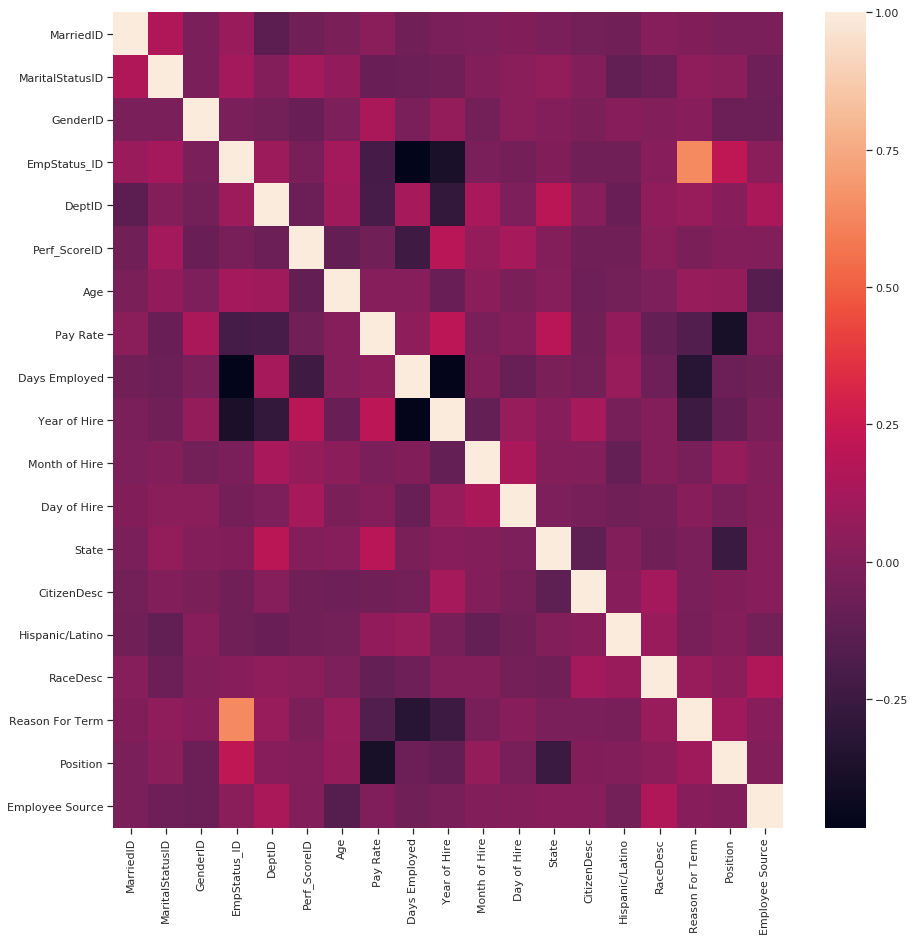 MarriedID
MaritalStatusID
GenderID
EmpStatus_ID
DeptID
Perf_ScoreID
Age
Pay Rate
Days Employed
Year of Hire
Month of Hire
Day of Hire
State
CitizenDesc
Hispanic/Latino
RaceDesc
Reason For Term
Position
Employee Source
MarriedID
MaritalStatusID
GenderID
EmpStatus_ID
DeptID
Perf_ScoreID
Age
Pay Rate
Days Employed
Year of Hire
Month of Hire
Day of Hire
State
CitizenDesc
Hispanic/Latino
RaceDesc
Reason For Term
Position
Employee Source
1.00
0.75
0.50
0.25
0.00
−0.25